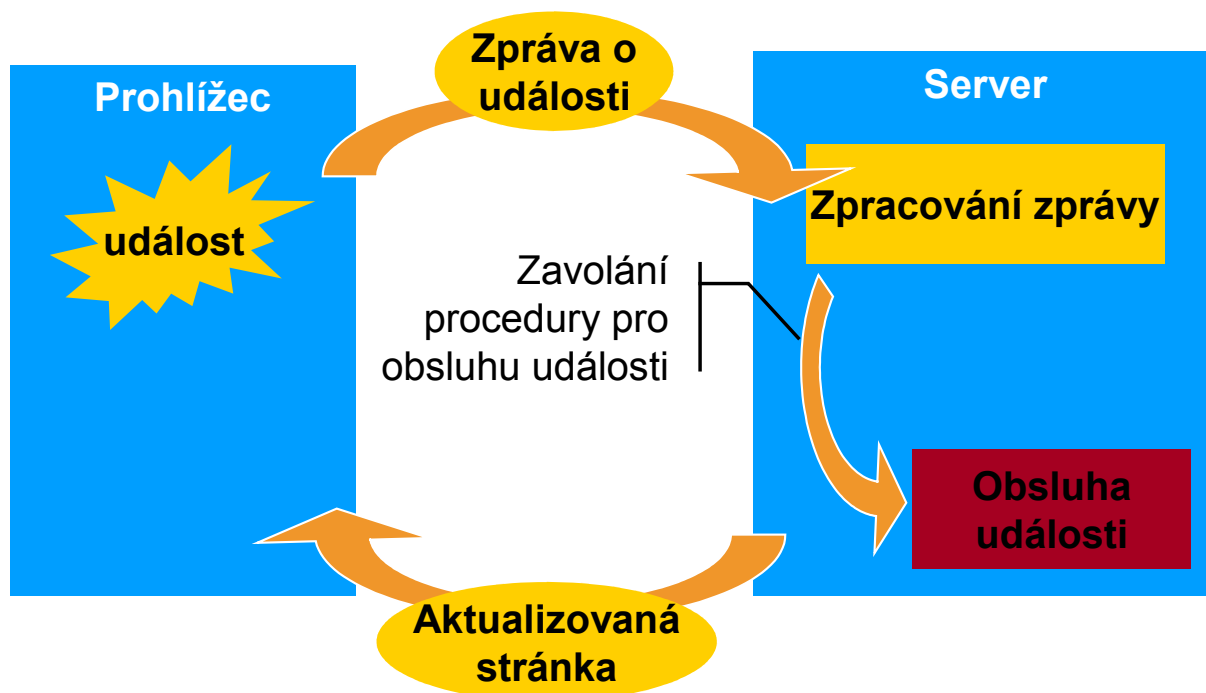 Zpráva o
události
Prohlížec
Server
událost
Zpracování zprávy
Zavolání
procedury pro
obsluhu události
Obsluha
události
Aktualizovaná
stránka